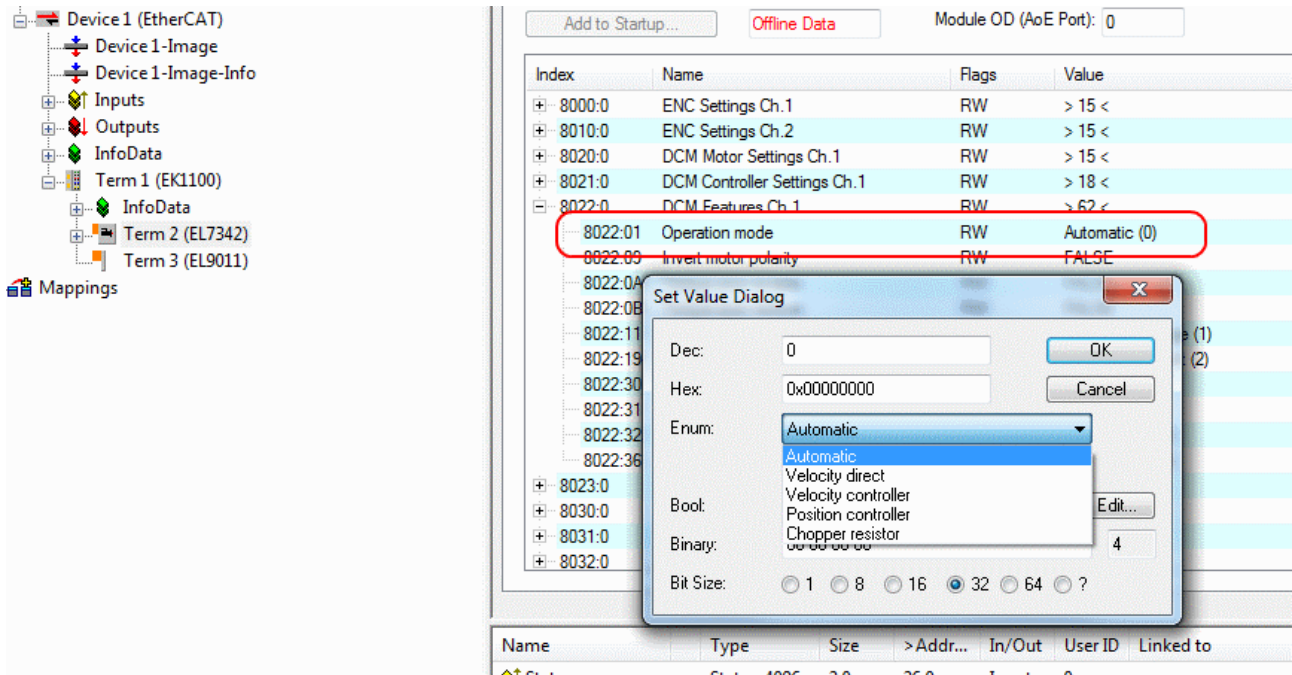 Device 1 (EtherCAT)
Device 1-Image
Device 1-Image-Info
Inputs
Outputs
InfoData
Term 1 (EK1100)
InfoData
Term 2 (EL7342)
Term 3 (EL9011)
Mappings
Add to Startup... Offline Data Module OD (AoE Port): 0
Index Name Flags Value
8000:0 ENC Settings Ch.1 RW > 15 <
8010:0 ENC Settings Ch.2 RW > 15 <
8020:0 DCM Motor Settings Ch.1 RW > 15 <
8021:0 DCM Controller Settings Ch.1 RW > 18 <
8022:0 DCM Features Ch.1 RW > 62 <
8022:01 Operation mode RW Automatic (0)
8022:09 Invert motor polarity RW FALSE
8022:0A
8022:0B
8022:11 (1)
8022:19 (2)
8022:30
8022:31
8022:32
8022:36
8023:0
8030:0
8031:0
8032:0
Set Value Dialog
Dec: 0 OK
Hex: 0x00000000 Cancel
Enum: Automatic
Automatic
Velocity direct
Velocity controller
Position controller
Chopper resistor
Bool: Edit...
Binary: 00 00 00 00 4
Bit Size: 1 8 16 32 64 ?
Name Type Size >Addr... In/Out User ID Linked to